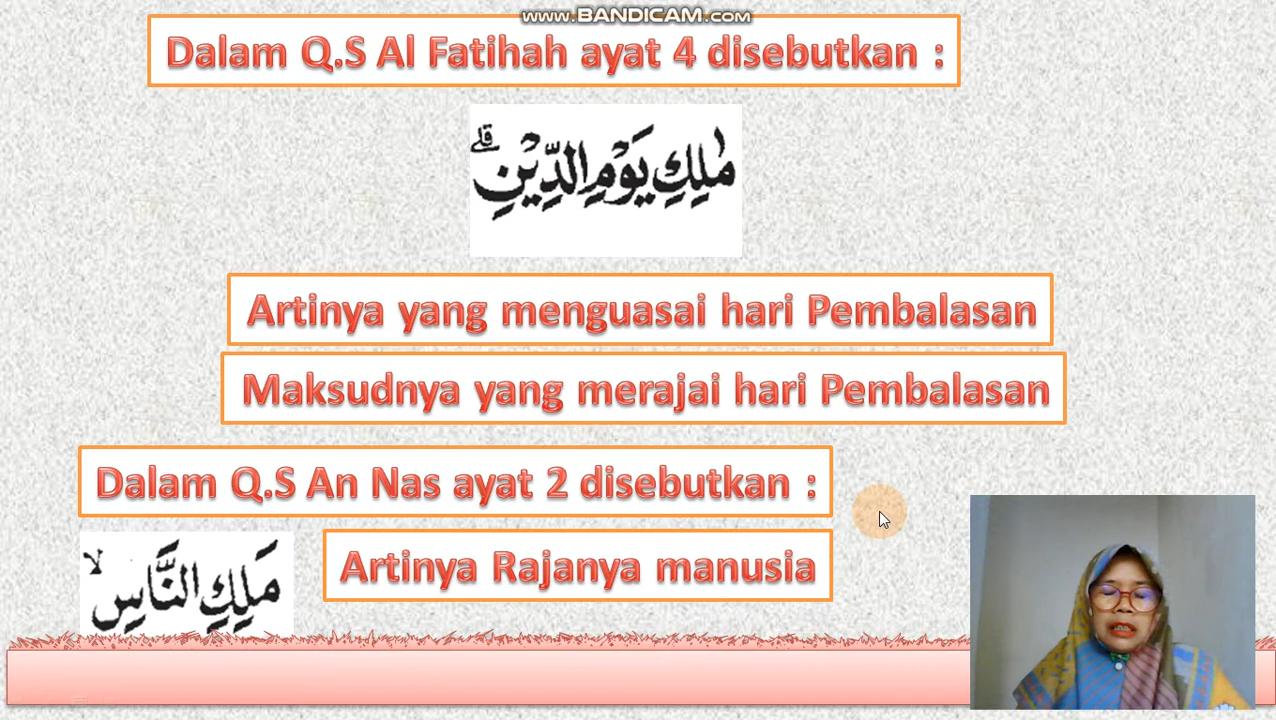 www.BANDICAM.com
Dalam Q.S Al Fatihah ayat 4 disebutkan :
مٰلِكِ يَوْمِ الدِّيْنِۗ
Artinya yang menguasai hari Pembalasan
Maksudnya yang merajai hari Pembalasan
Dalam Q.S An Nas ayat 2 disebutkan :
مَلِكِ النَّاسِۙ
Artinya Rajanya manusia